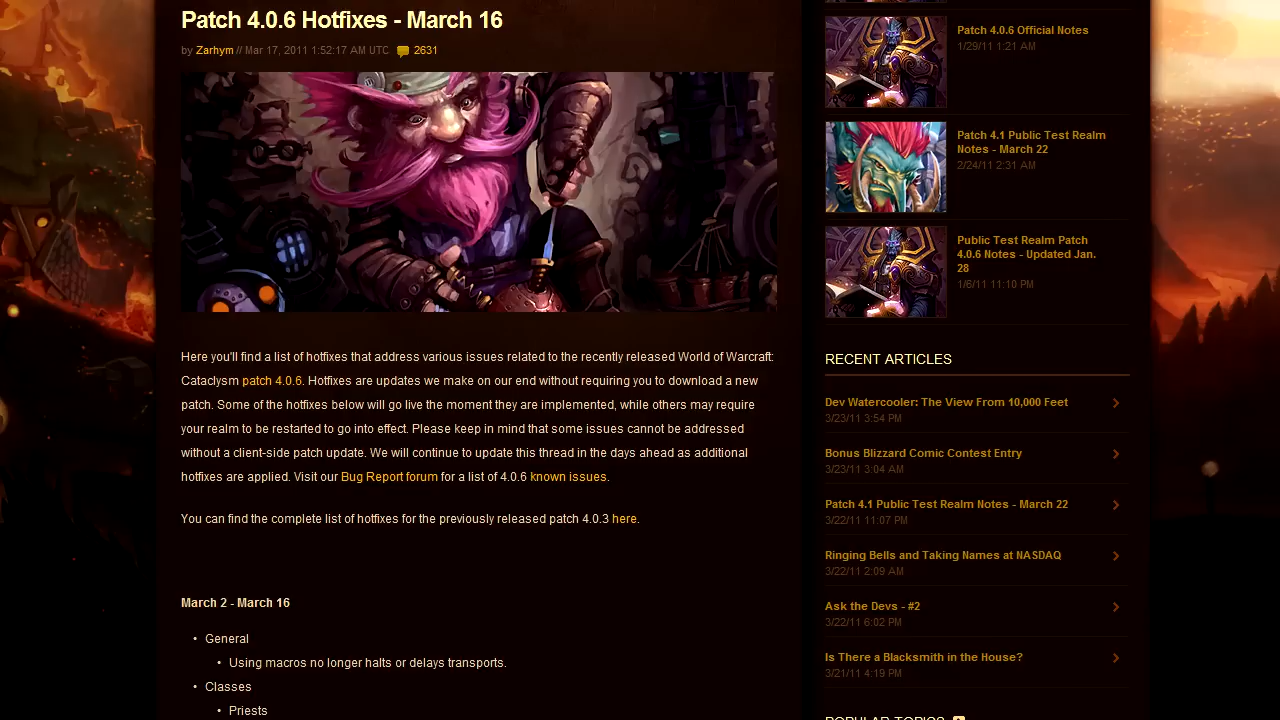 Patch 4.0.6 Hotfixes - March 16
by Zarhym // Mar 17, 2011 1:52:17 AM UTC 2631
Here you'll find a list of hotfixes that address various issues related to the recently released World of Warcraft:
Cataclysm patch 4.0.6. Hotfixes are updates we make on our end without requiring you to download a new
patch. Some of the hotfixes below will go live the moment they are implemented, while others may require
your realm to be restarted to go into effect. Please keep in mind that some issues cannot be addressed
without a client-side patch update. We will continue to update this thread in the days ahead as additional
hotfixes are applied. Visit our Bug Report forum for a list of 4.0.6 known issues.
You can find the complete list of hotfixes for the previously released patch 4.0.3 here.
March 2 - March 16
• General
• Using macros no longer halts or delays transports.
• Classes
• Priests
Patch 4.0.6 Official Notes
1/29/11 1:21 AM
Patch 4.1 Public Test Realm
Notes - March 22
2/24/11 2:31 AM
Public Test Realm Patch
4.0.6 Notes - Updated Jan.
28
1/6/11 11:10 PM
RECENT ARTICLES
Dev Watercooler: The View From 10,000 Feet
3/23/11 3:54 PM
Bonus Blizzard Comic Contest Entry
3/23/11 3:04 AM
Patch 4.1 Public Test Realm Notes - March 22
3/22/11 11:07 PM
Ringing Bells and Taking Names at NASDAQ
3/22/11 2:09 AM
Ask the Devs - #2
3/22/11 6:02 PM
Is There a Blacksmith in the House?
3/21/11 4:19 PM
POPULAR TOPICS